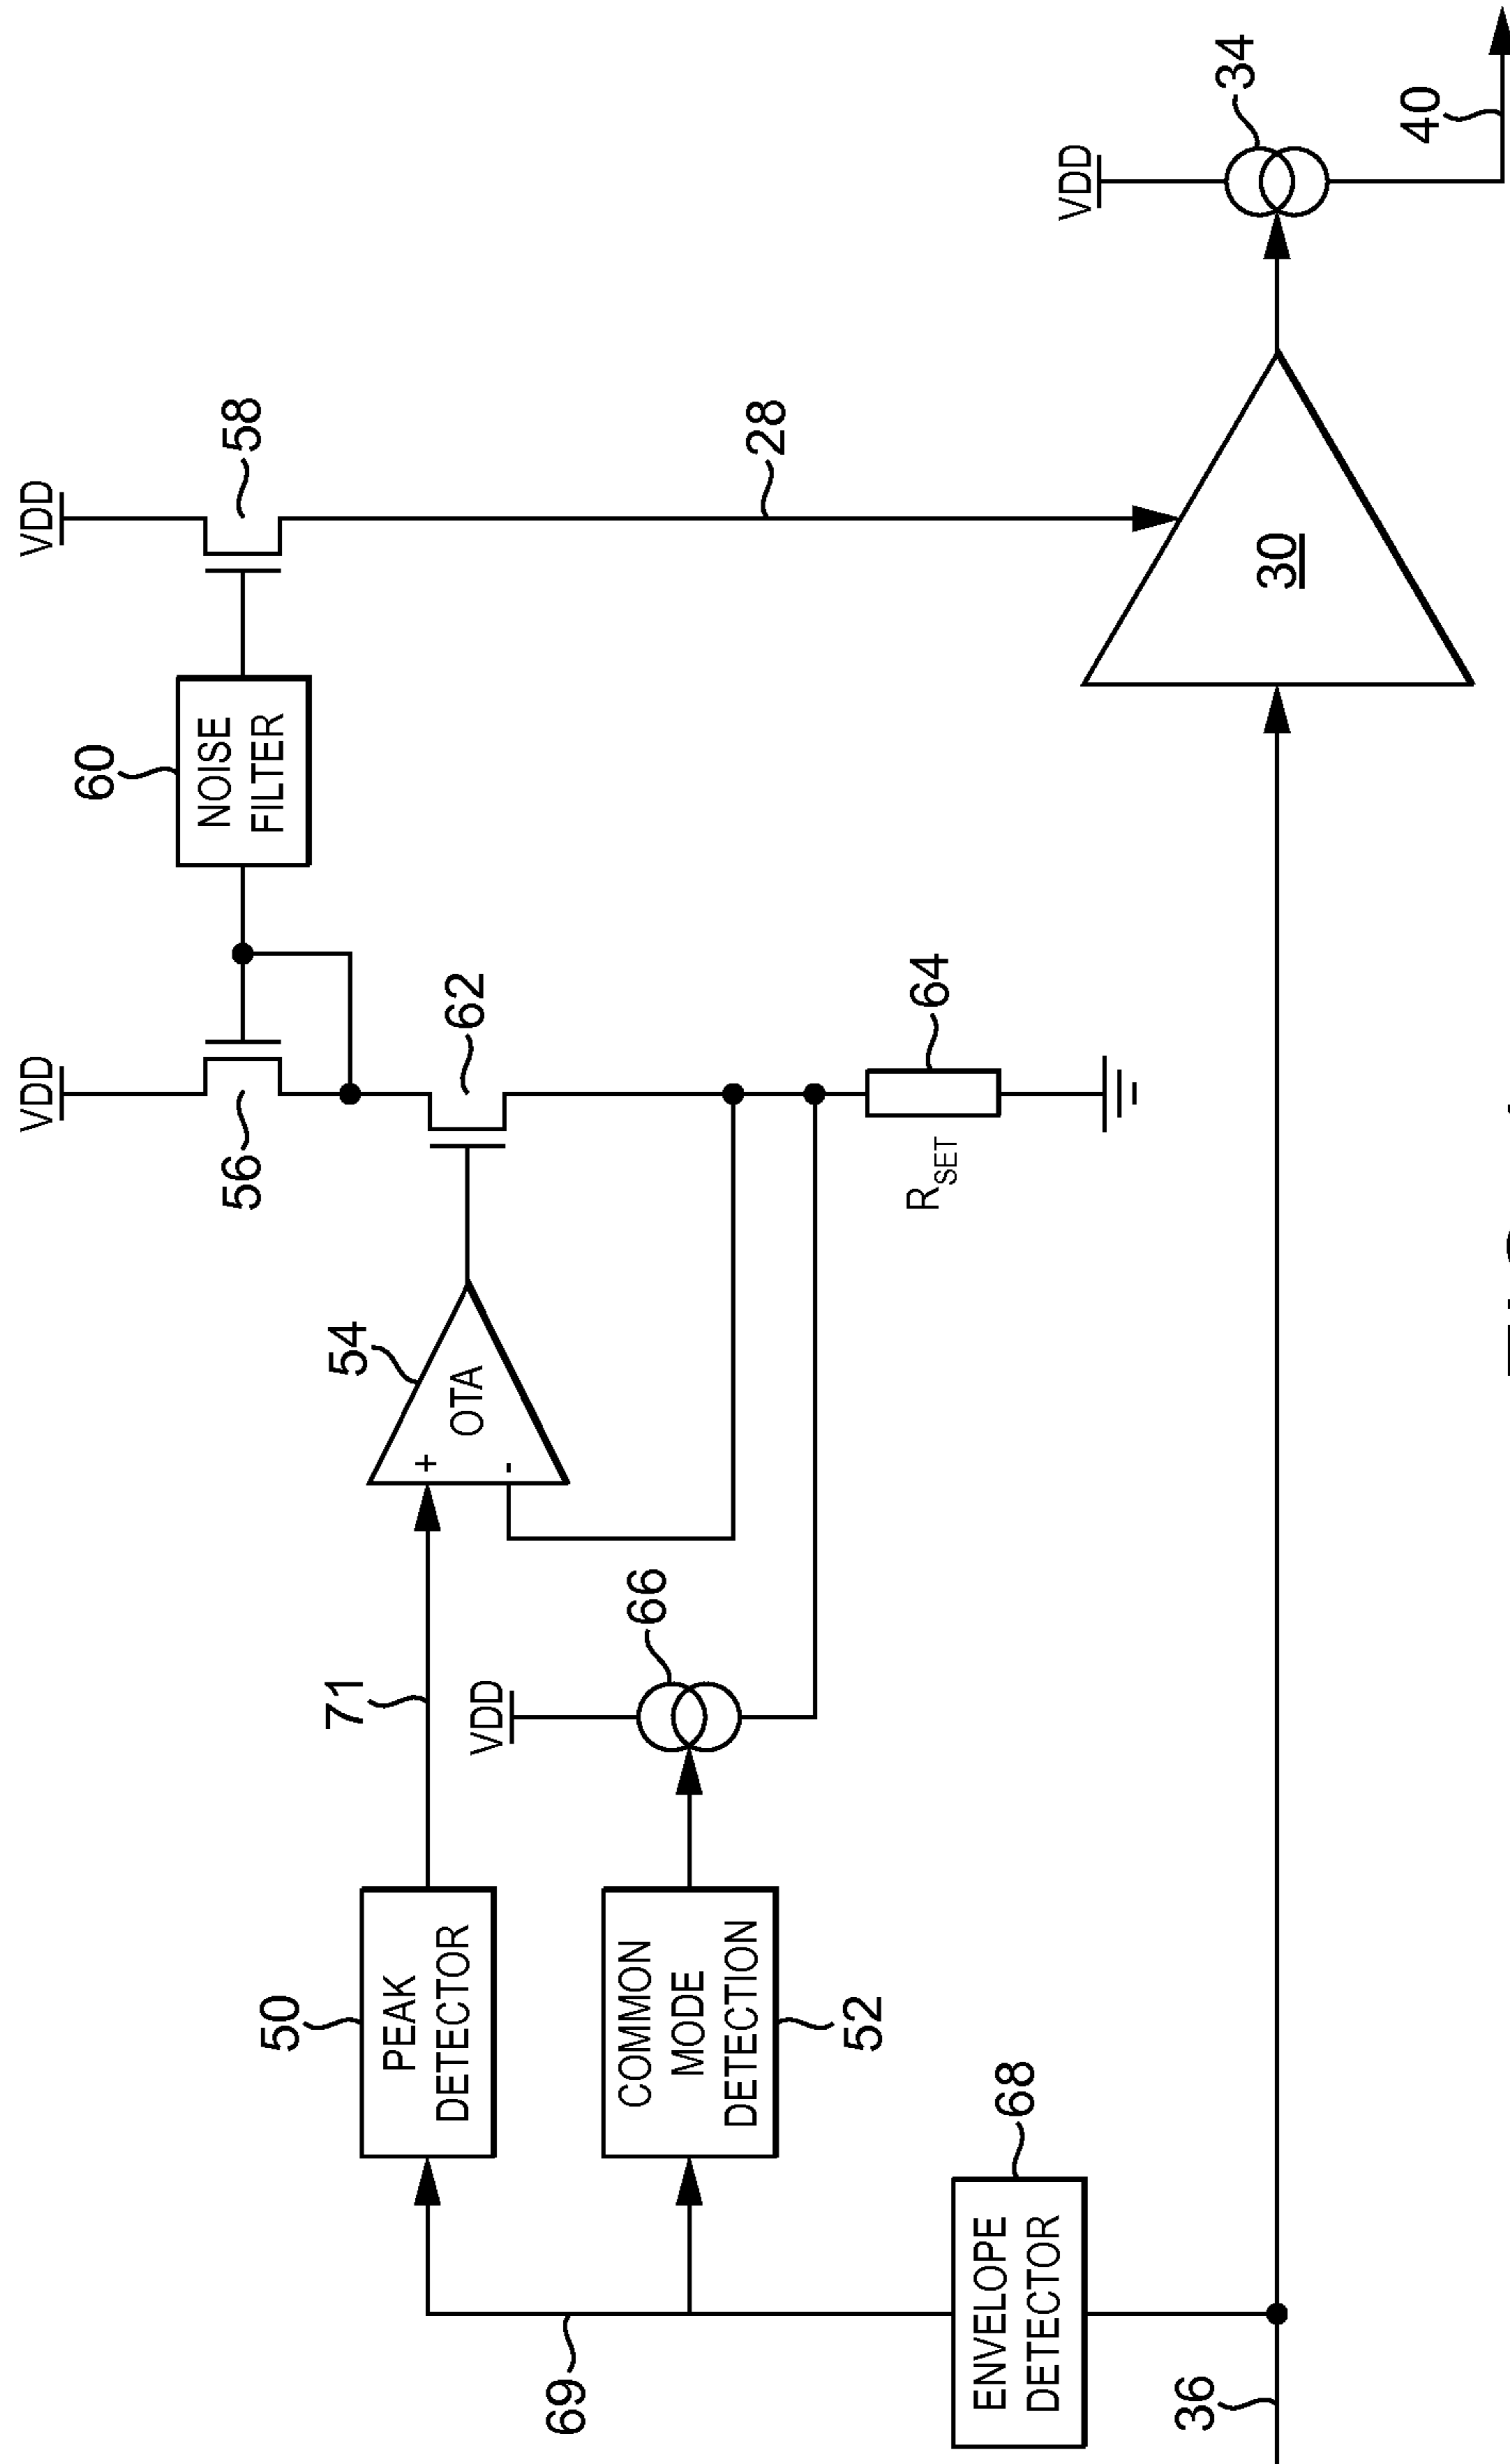 VDD
VDD
60
56
NOISE
FILTER
58
50
71
54
PEAK
DETECTOR
+
OTA
-
62
VDD
69
COMMON
MODE
DETECTION
66
28
52
RSET
64
ENVELOPE
DETECTOR
68
VDD
36
34
30
40